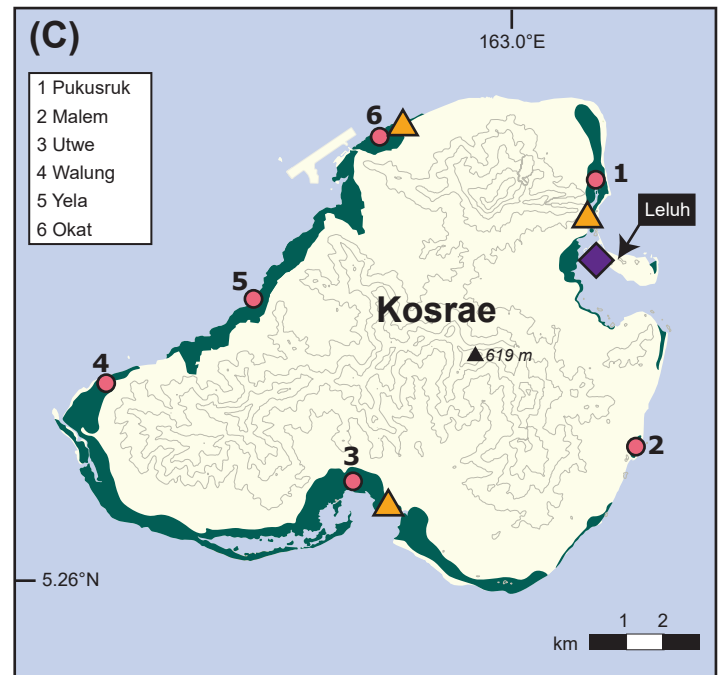 (C)
163.0°E
1 Pukusruk
2 Malem
3 Utwe
4 Walung
5 Yela
6 Okat
6
1
Leluh
5
Kosrae
619 m
4
2
3
5.26°N
1 2
km